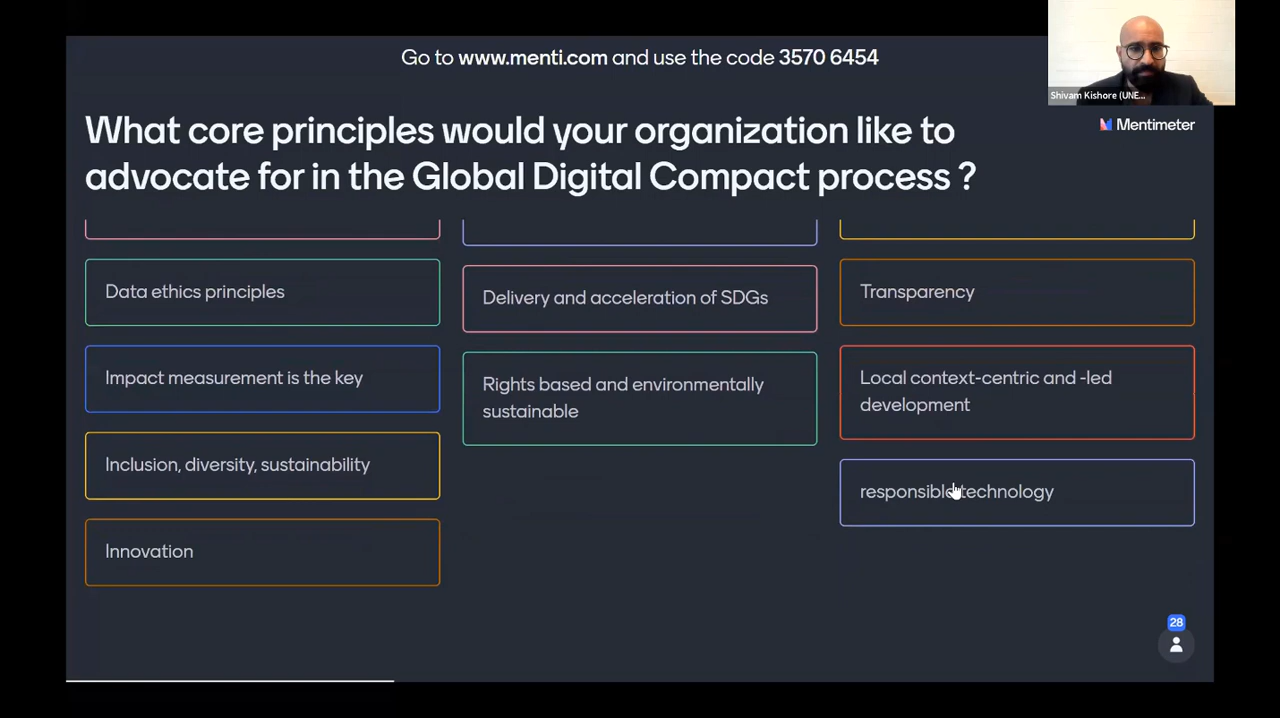 Go to www.menti.com and use the code 3570 6454
Shivam Kishore (UNE...
Mentimeter
What core principles would your organization like to
advocate for in the Global Digital Compact process ?
Data ethics principles
Impact measurement is the key
Inclusion, diversity, sustainability
Innovation
Delivery and acceleration of SDGs
Rights based and environmentally
sustainable
Transparency
Local context-centric and -led
development
responsible technology
28